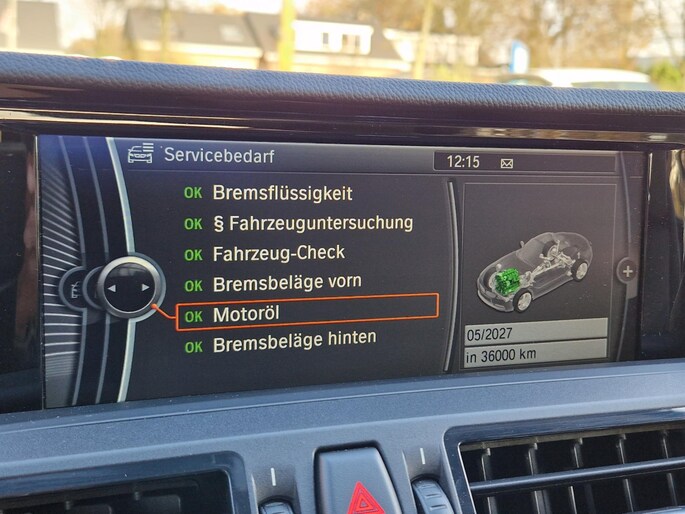 Servicebedarf
12:15
OK Bremsflüssigkeit
OK § Fahrzeuguntersuchung
OK Fahrzeug-Check
OK Bremsbeläge vorn
OK Motoröl
OK Bremsbeläge hinten
05/2027
in 36000 km